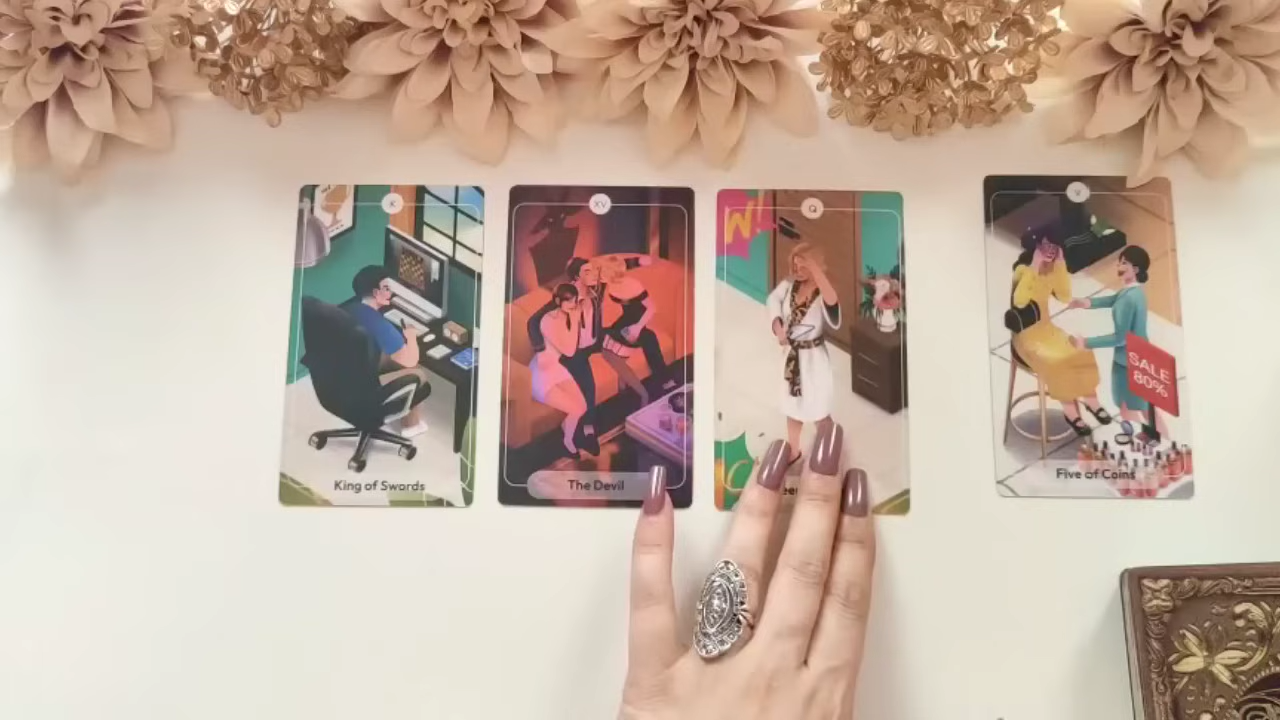 K
XV
Q
V
W!
SALE
80%
King of Swords
The Devil
Five of Coins